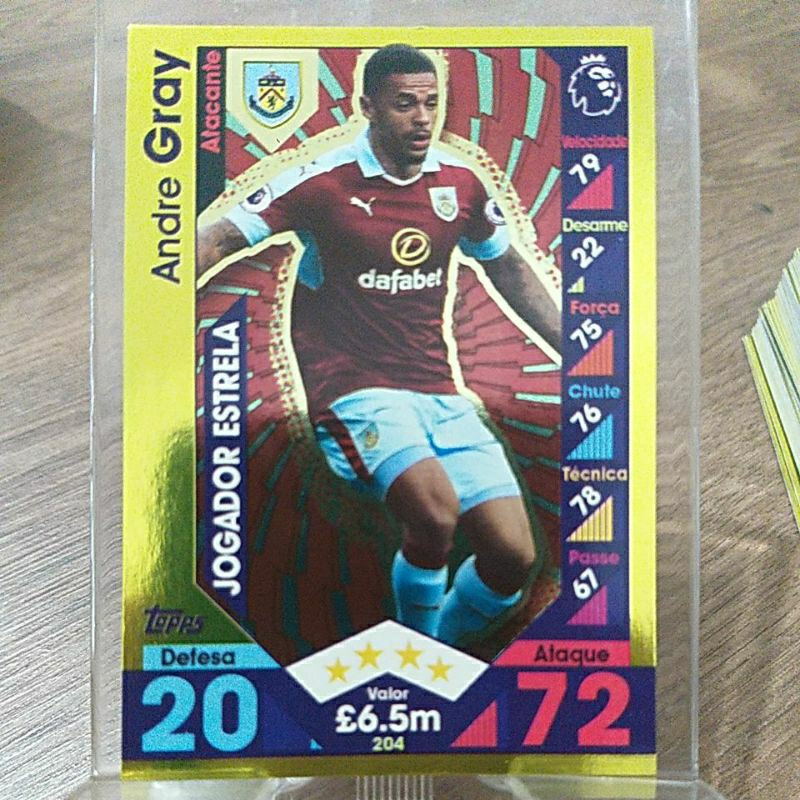 Andre Gray
Atacante
Velocidade
79
Desarme
22
Força
75
Chute
76
Técnica
78
Passe
67
dafabet
JOGADOR ESTRELA
TOPPS
Defesa
20
Valor
£6.5m
204
Ataque
72